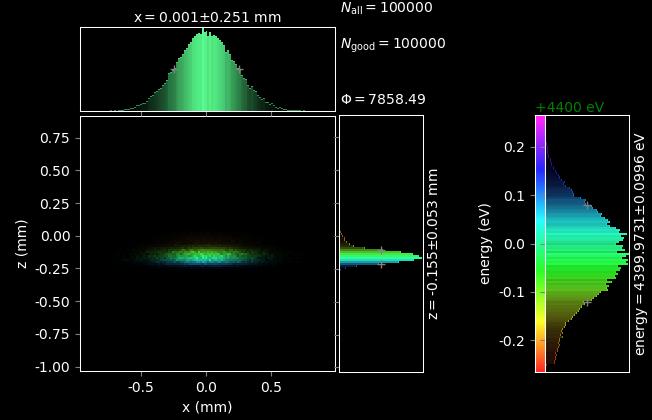 x = 0.001±0.251 mm
N_all = 100000
N_good = 100000
Φ = 7858.49
+4400 eV
0.75
0.50
0.25
0.00
-0.25
-0.50
-0.75
-1.00
z (mm)
-0.5
0.0
0.5
x (mm)
z = -0.155±0.053 mm
energy (eV)
0.2
0.1
0.0
-0.1
-0.2
energy = 4399.9731±0.0996 eV